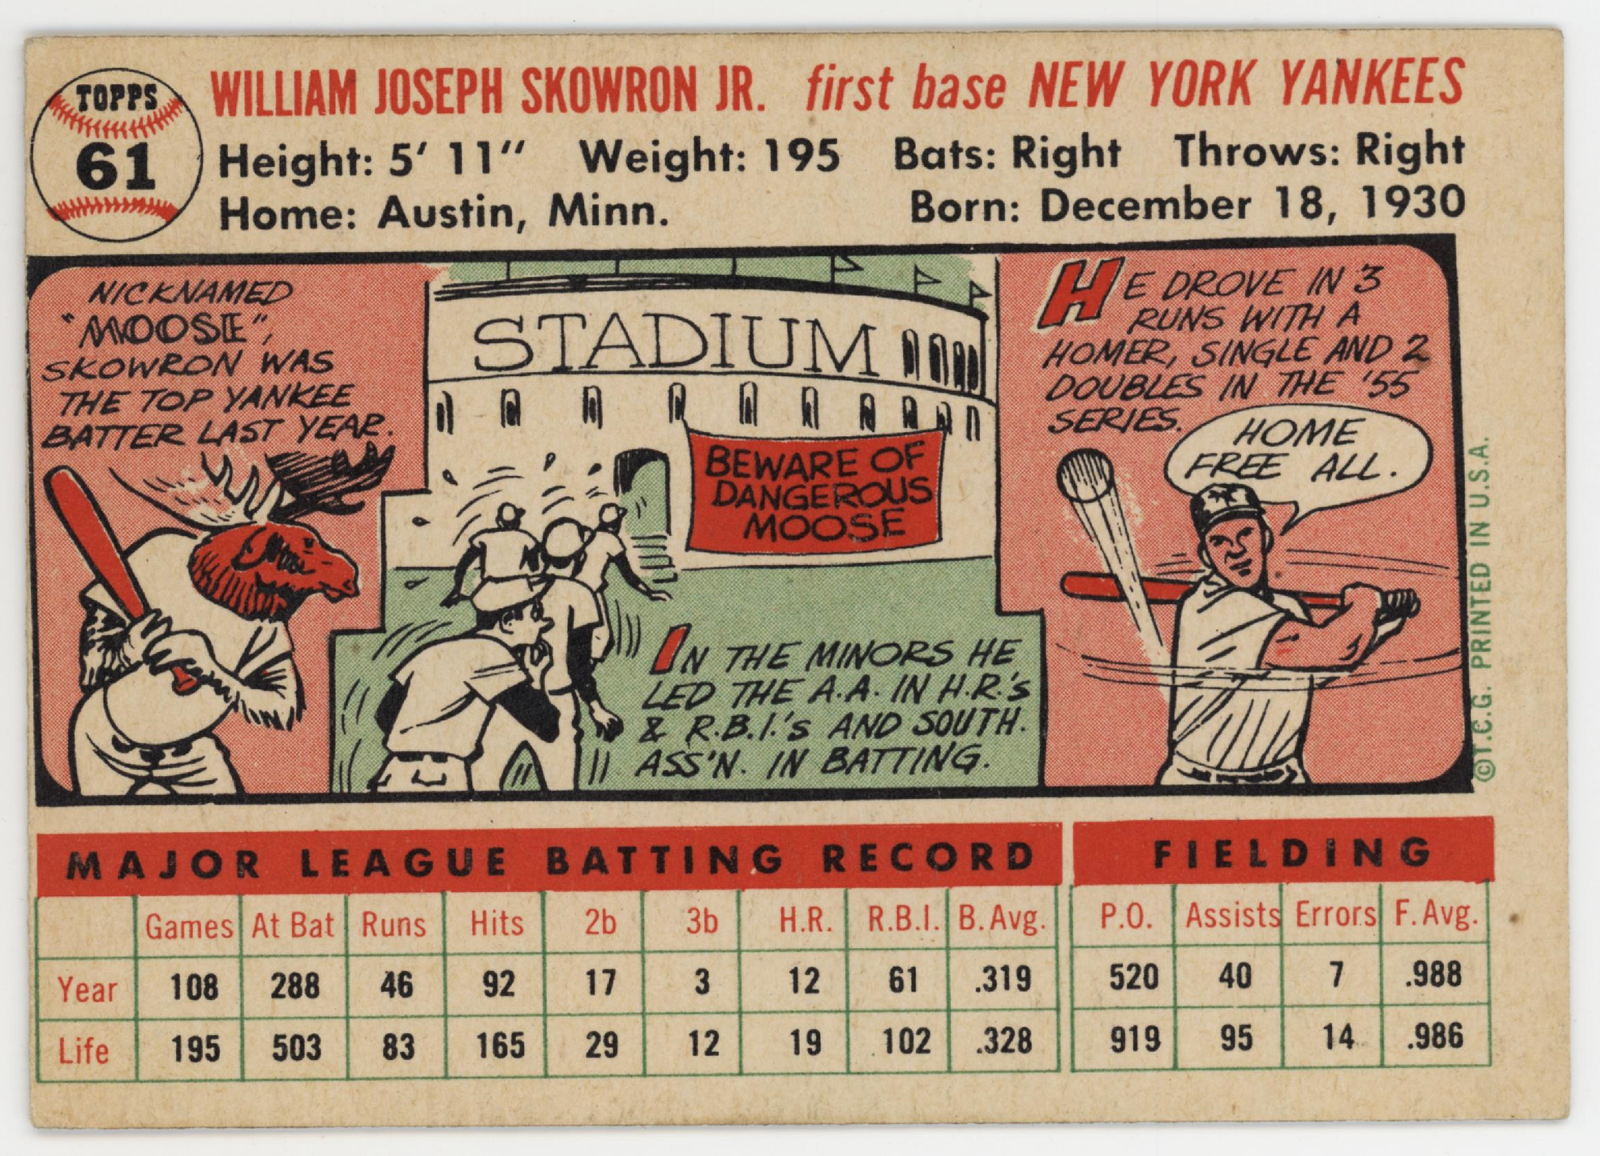 TOPPS
61
WILLIAM JOSEPH SKOWRON JR. first base NEW YORK YANKEES
Height: 5' 11" Weight: 195 Bats: Right Throws: Right
Home: Austin, Minn. Born: December 18, 1930
NICKNAMED
"MOOSE",
SKOWRON WAS
THE TOP YANKEE
BATTER LAST YEAR.
STADIUM
BEWARE OF
DANGEROUS
MOOSE
IN THE MINORS HE
LED THE A.A. IN H.R.'s
& R.B.I.'s AND SOUTH.
ASS'N. IN BATTING.
HE DROVE IN 3
RUNS WITH A
HOMER, SINGLE AND 2
DOUBLES IN THE '55
SERIES.
HOME
FREE ALL.
©T.C.G. PRINTED IN U.S.A.
MAJOR LEAGUE BATTING RECORD FIELDING
Games At Bat Runs Hits 2b 3b H.R. R.B.I. B. Avg. P.O. Assists Errors F. Avg.
Year 108 288 46 92 17 3 12 61 .319 520 40 7 .988
Life 195 503 83 165 29 12 19 102 .328 919 95 14 .986